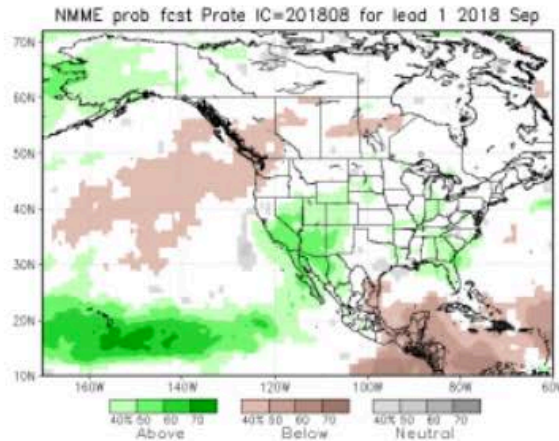 NMME prob fcst Prate IC=201808 for lead 1 2018 Sep
70N
60N
50N
40N
30N
20N
10N
160W 140W 120W 100W 80W 60W
40% 50 60 70 40% 50 60 70 40% 50 60 70
Above Below Neutral